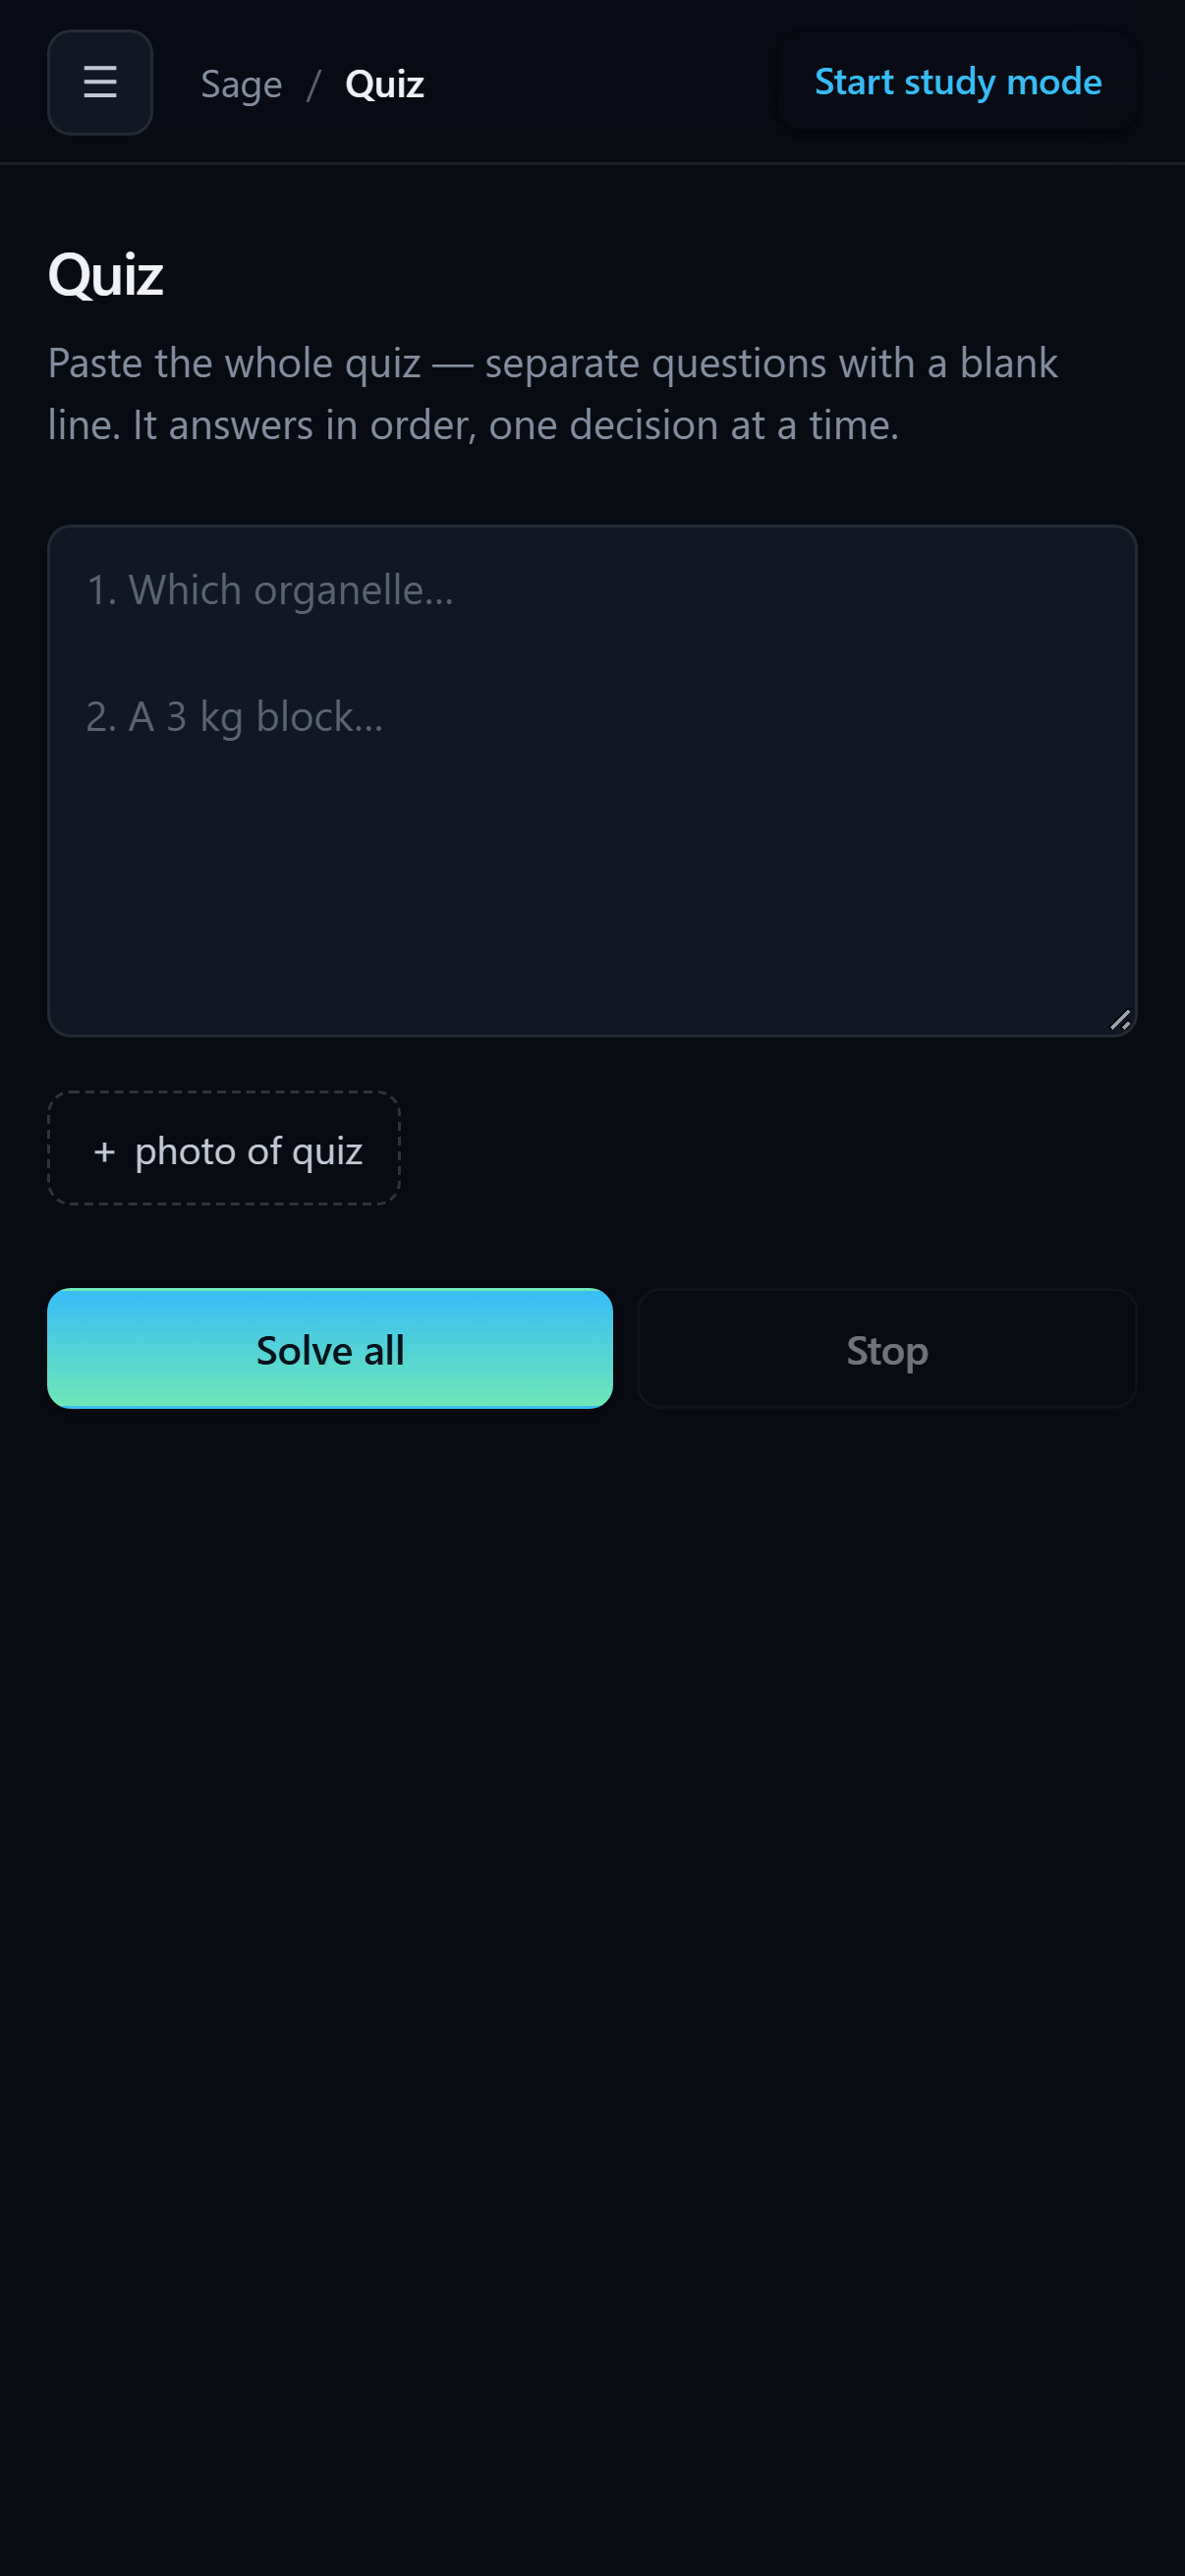 ☰ Sage / Quiz Start study mode
Quiz
Paste the whole quiz — separate questions with a blank
line. It answers in order, one decision at a time.
1. Which organelle...
2. A 3 kg block...
+ photo of quiz
Solve all Stop